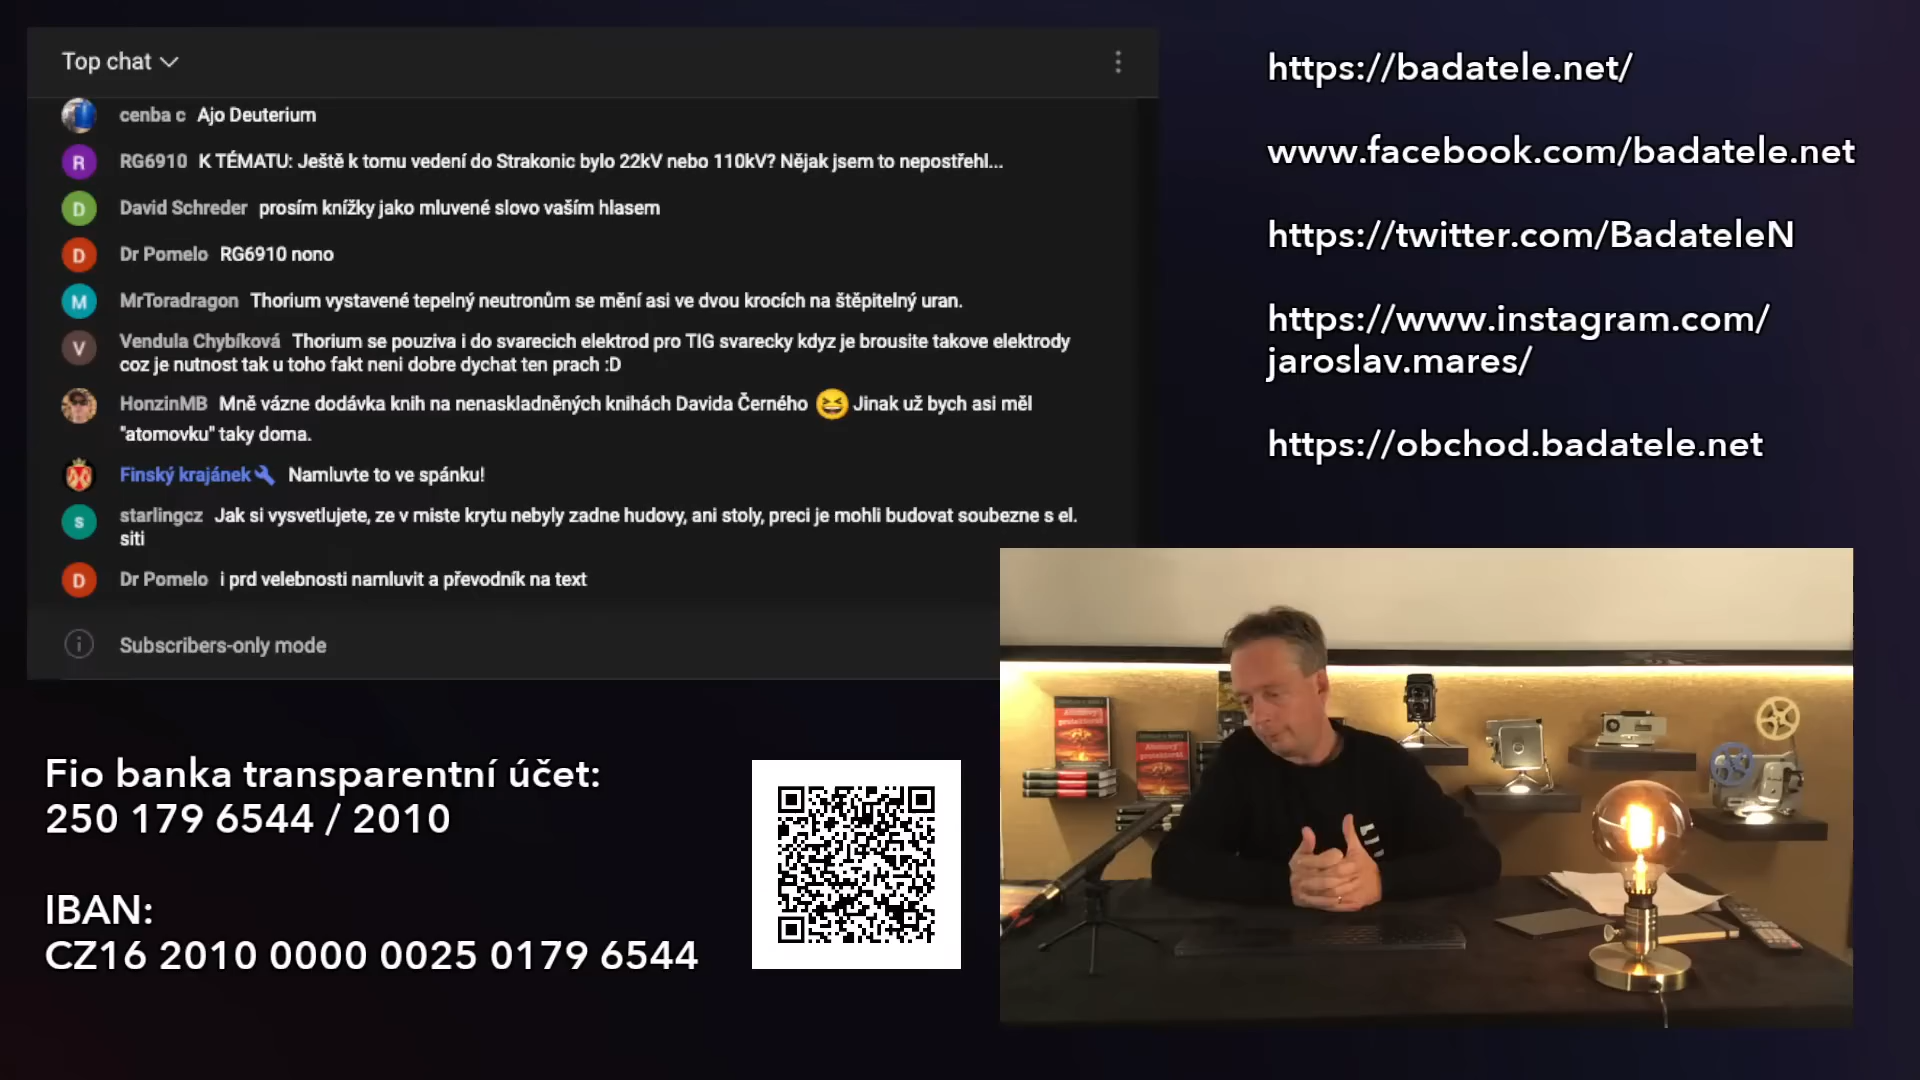 Top chat
cenba c Ajo Deuterium
RG6910 K TÉMATU: Ještě k tomu vedení do Strakonic bylo 22kV nebo 110kV? Nějak jsem to nepostřehl...
David Schreder prosím knížky jako mluvené slovo vaším hlasem
Dr Pomelo RG6910 nono
MrToradragon Thorium vystavené tepelný neutronům se mění asi ve dvou krocích na štěpitelný uran.
Vendula Chybíková Thorium se pouziva i do svarecich elektrod pro TIG svarecky kdyz je brousite takove elektrody
coz je nutnost tak u toho fakt neni dobre dychat ten prach :D
HonzinMB Mně vázne dodávka knih na nenaskladněných knihách Davida Černého 😆 Jinak už bych asi měl
"atomovku" taky doma.
Finský krajánek Namluvte to ve spánku!
starlingcz Jak si vysvetlujete, ze v miste krytu nebyly zadne hudovy, ani stoly, preci je mohli budovat soubezne s el.
siti
Dr Pomelo i prd velebnosti namluvit a převodník na text
Subscribers-only mode
https://badatele.net/
www.facebook.com/badatele.net
https://twitter.com/BadateleN
https://www.instagram.com/
jaroslav.mares/
https://obchod.badatele.net
Fio banka transparentní účet:
250 179 6544 / 2010
IBAN:
CZ16 2010 0000 0025 0179 6544
Atomový
protektorát
Atomový
protektorát